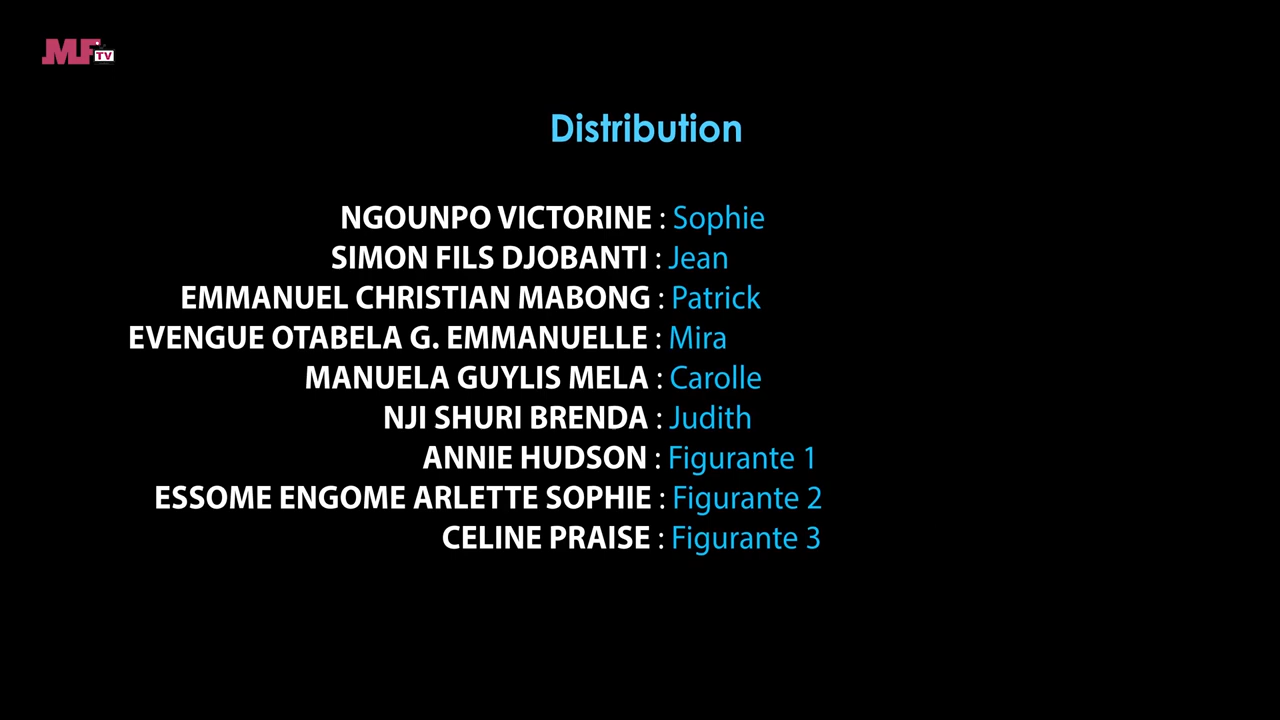 MF TV
Distribution
NGOUNPO VICTORINE : Sophie
SIMON FILS DJOBANTI : Jean
EMMANUEL CHRISTIAN MABONG : Patrick
EVENGUE OTABELA G. EMMANUELLE : Mira
MANUELA GUYLIS MELA : Carolle
NJI SHURI BRENDA : Judith
ANNIE HUDSON : Figurante 1
ESSOME ENGOME ARLETTE SOPHIE : Figurante 2
CELINE PRAISE : Figurante 3